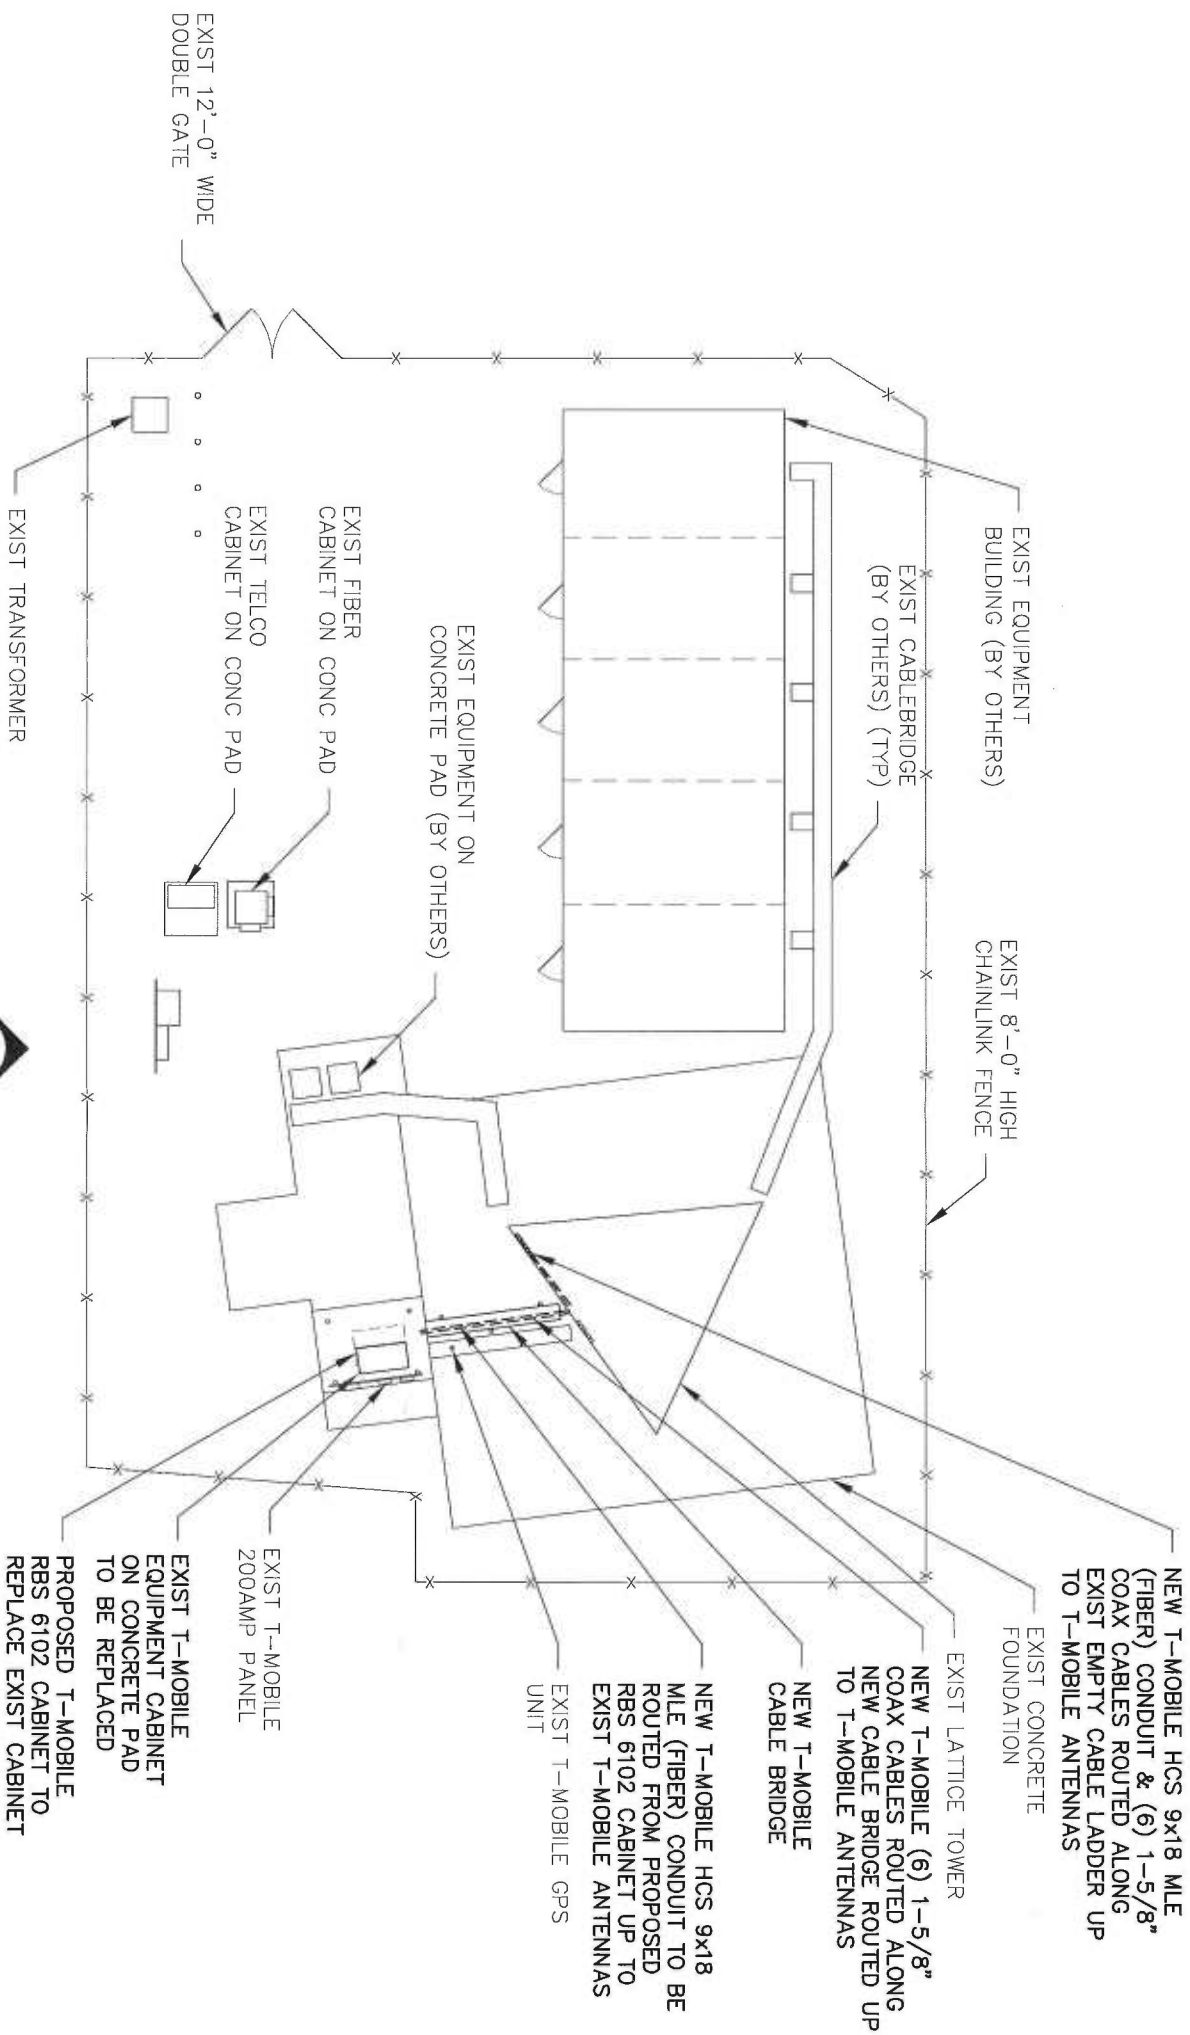 NEW T-MOBILE HCS 9x18 MLE
(FIBER) CONDUIT & (6) 1-5/8"
COAX CABLES ROUTED ALONG
EXIST EMPTY CABLE LADDER UP
TO T-MOBILE ANTENNAS
EXIST CONCRETE
FOUNDATION
EXIST LATTICE TOWER
NEW T-MOBILE (6) 1-5/8"
COAX CABLES ROUTED ALONG
NEW CABLE BRIDGE ROUTED UP
TO T-MOBILE ANTENNAS
NEW T-MOBILE
CABLE BRIDGE
NEW T-MOBILE HCS 9x18
MLE (FIBER) CONDUIT TO BE
ROUTED FROM PROPOSED
RBS 6102 CABINET UP TO
EXIST T-MOBILE ANTENNAS
EXIST T-MOBILE GPS
UNIT
EXIST T-MOBILE
200AMP PANEL
EXIST T-MOBILE
EQUIPMENT CABINET
ON CONCRETE PAD
TO BE REPLACED
PROPOSED T-MOBILE
RBS 6102 CABINET TO
REPLACE EXIST CABINET
EXIST 8'-0" HIGH
CHAINLINK FENCE
EXIST EQUIPMENT
BUILDING (BY OTHERS)
EXIST CABLEBRIDGE
(BY OTHERS) (TYP)
EXIST EQUIPMENT ON
CONCRETE PAD (BY OTHERS)
EXIST FIBER
CABINET ON CONC PAD
EXIST TELCO
CABINET ON CONC PAD
EXIST TRANSFORMER
EXIST 12'-0" WIDE
DOUBLE GATE